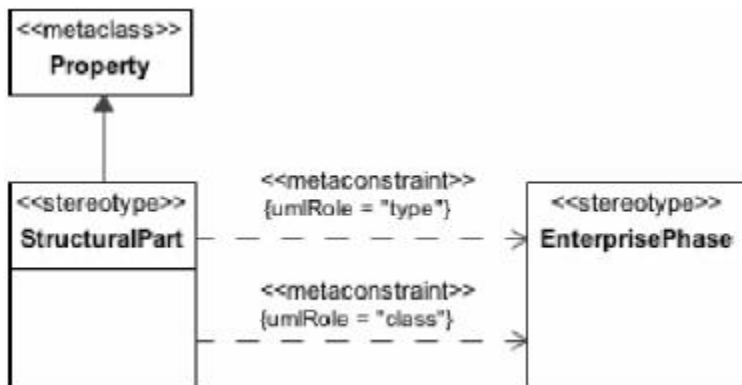 <<metaclass>>
Property
<<stereotype>>
StructuralPart
<<metaconstraint>>
{umlRole = "type"}
<<metaconstraint>>
{umlRole = "class"}
<<stereotype>>
EnterprisePhase